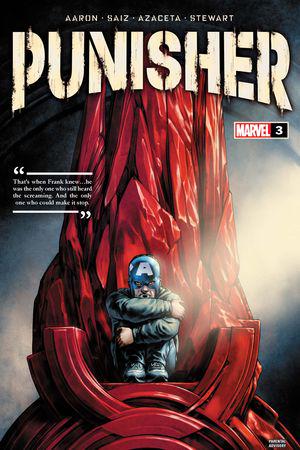 AARON · SAIZ · AZACETA · STEWART
PUNISHER
MARVEL 3
“
That's when Frank knew...he
was the only one who still heard
the screaming. And the only
one who could make it stop.
”
A
PARENTAL
ADVISORY